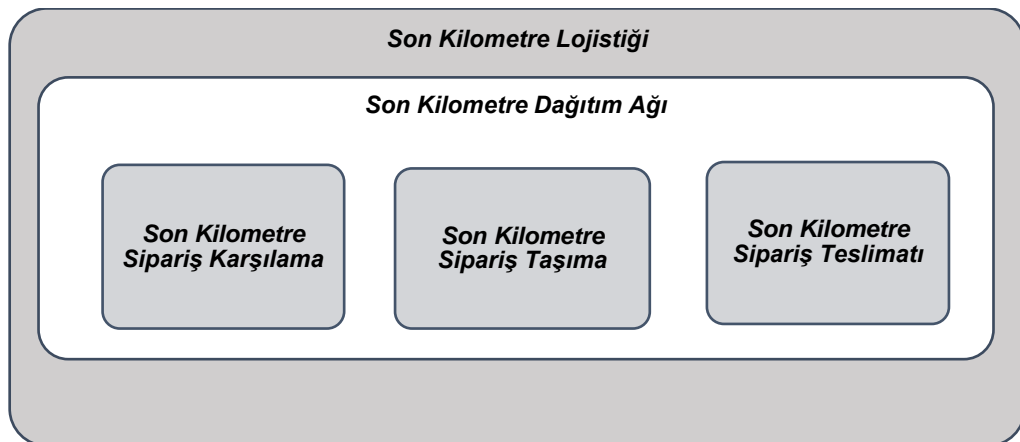 Son Kilometre Lojistiği
Son Kilometre Dağıtım Ağı
Son Kilometre
Sipariş Karşılama
Son Kilometre
Sipariş Taşıma
Son Kilometre
Sipariş Teslimatı